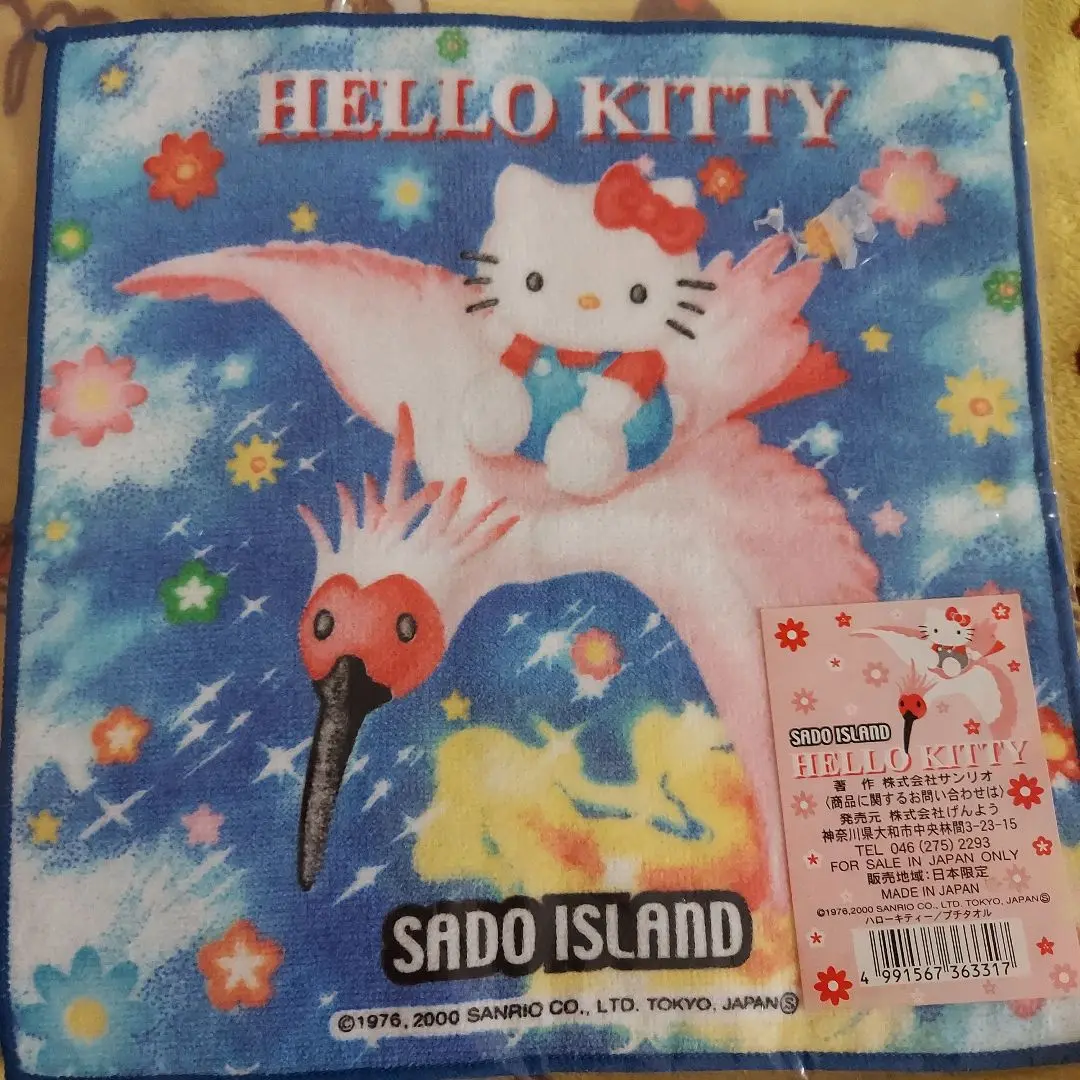 HELLO KITTY
SADO ISLAND
©1976, 2000 SANRIO CO., LTD. TOKYO, JAPANⓈ
SADO ISLAND
HELLO KITTY
著 作 株式会社サンリオ
〈商品に関するお問い合わせは〉
発売元 株式会社げんよう
神奈川県大和市中央林間3-23-15
TEL 046 (275) 2293
FOR SALE IN JAPAN ONLY
販売地域:日本限定
MADE IN JAPAN
©1976,2000 SANRIO CO., LTD. TOKYO, JAPANⓈ
ハローキティー/プチタオル
4 991567 363317